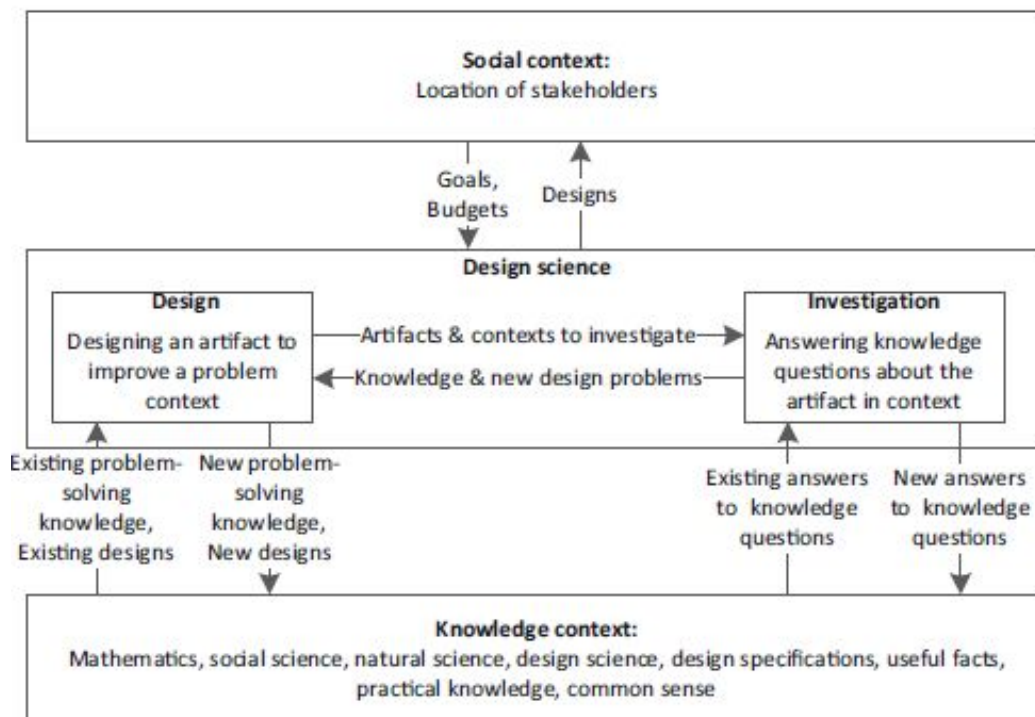 Social context:
Location of stakeholders
Goals,
Budgets
Designs
Design science
Design
Designing an artifact to
improve a problem
context
Artifacts & contexts to investigate
Knowledge & new design problems
Investigation
Answering knowledge
questions about the
artifact in context
Existing problem-
solving
knowledge,
Existing designs
New problem-
solving
knowledge,
New designs
Existing answers
to knowledge
questions
New answers
to knowledge
questions
Knowledge context:
Mathematics, social science, natural science, design science, design specifications, useful facts,
practical knowledge, common sense